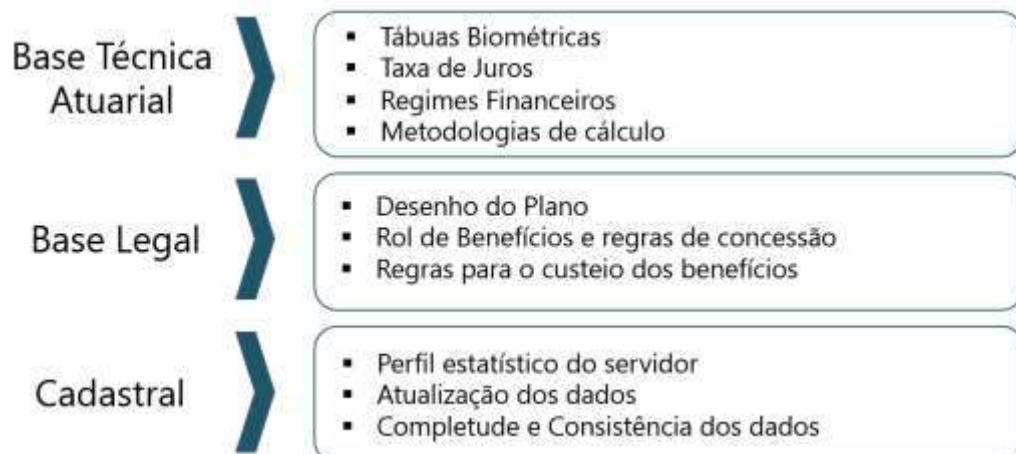 Base Técnica
Atuarial
▪ Tábuas Biométricas
▪ Taxa de Juros
▪ Regimes Financeiros
▪ Metodologias de cálculo
Base Legal
▪ Desenho do Plano
▪ Rol de Benefícios e regras de concessão
▪ Regras para o custeio dos benefícios
Cadastral
▪ Perfil estatístico do servidor
▪ Atualização dos dados
▪ Completude e Consistência dos dados